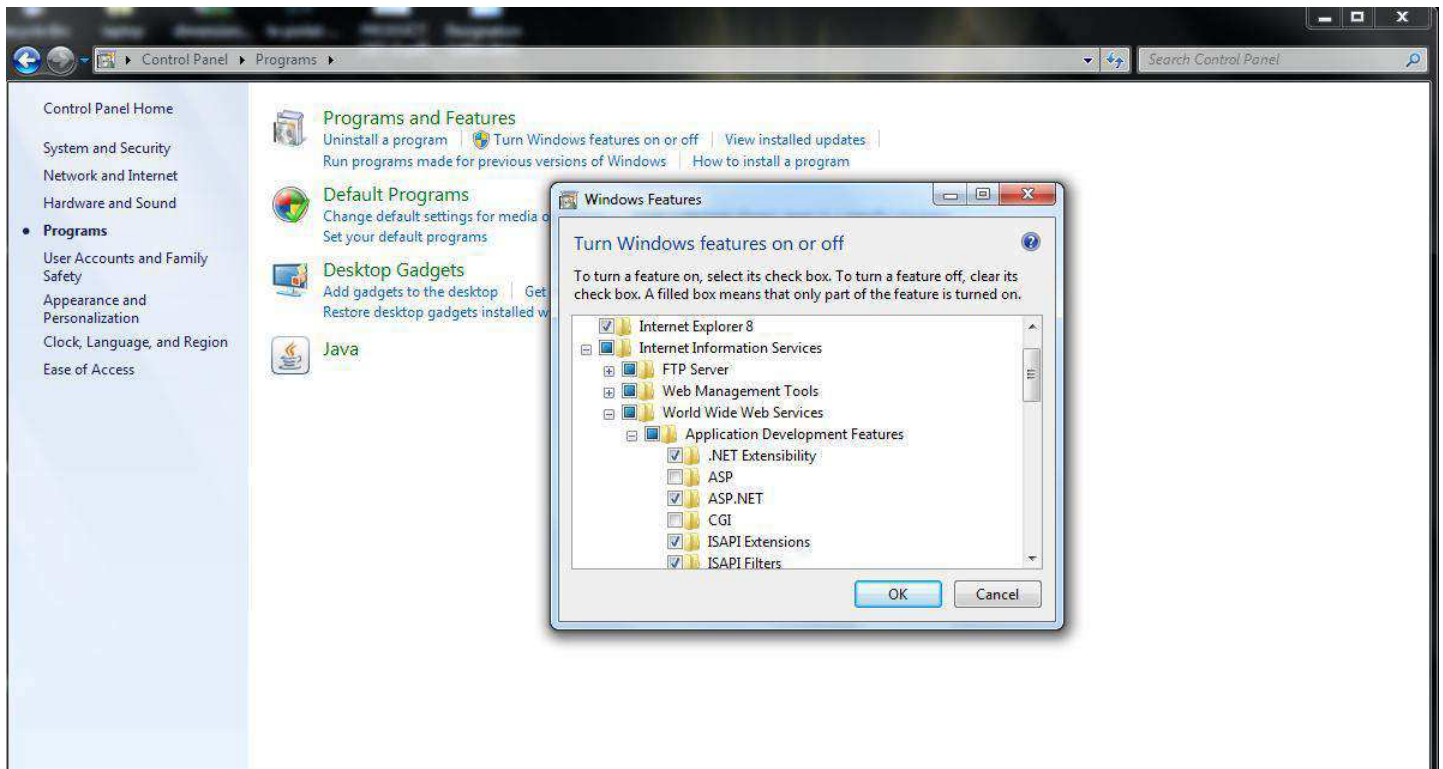 Control Panel ▸ Programs ▸
Search Control Panel
Control Panel Home
System and Security
Network and Internet
Hardware and Sound
Programs
User Accounts and Family
Safety
Appearance and
Personalization
Clock, Language, and Region
Ease of Access
Programs and Features
Uninstall a program
Turn Windows features on or off
View installed updates
Run programs made for previous versions of Windows
How to install a program
Default Programs
Change default settings for media
Set your default programs
Desktop Gadgets
Add gadgets to the desktop
Get
Restore desktop gadgets installed
Java
Windows Features
Turn Windows features on or off
To turn a feature on, select its check box. To turn a feature off, clear its
check box. A filled box means that only part of the feature is turned on.
Internet Explorer 8
Internet Information Services
FTP Server
Web Management Tools
World Wide Web Services
Application Development Features
.NET Extensibility
ASP
ASP.NET
CGI
ISAPI Extensions
ISAPI Filters
OK
Cancel